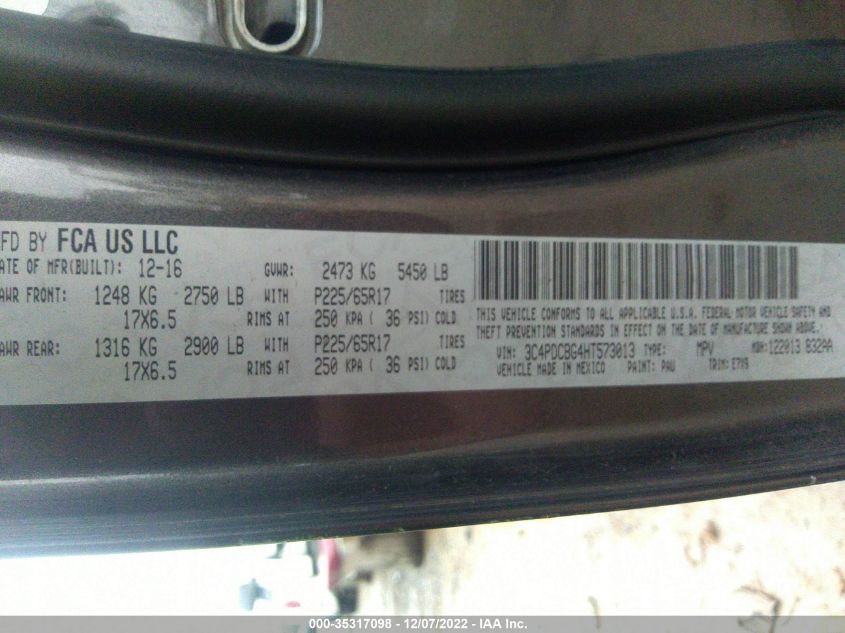 FD BY FCA US LLC
ATE OF MFR(BUILT): 12-16 GVWR: 2473 KG 5450 LB
AWR FRONT: 1248 KG 2750 LB WITH P225/65R17 TIRES
17X6.5 RIMS AT 250 KPA ( 36 PSI) COLD
AWR REAR: 1316 KG 2900 LB WITH P225/65R17 TIRES
17X6.5 RIMS AT 250 KPA ( 36 PSI) COLD
THIS VEHICLE CONFORMS TO ALL APPLICABLE U.S.A. FEDERAL MOTOR VEHICLE SAFETY AND
THEFT PREVENTION STANDARDS IN EFFECT ON THE DATE OF MANUFACTURE SHOWN ABOVE.
VIN: 3C4PDCBG4HT573013 TYPE: MPV MDH: 122013 832AA
VEHICLE MADE IN MEXICO PAINT: PAU TRIM:
000-35317098 - 12/07/2022 - IAA Inc.